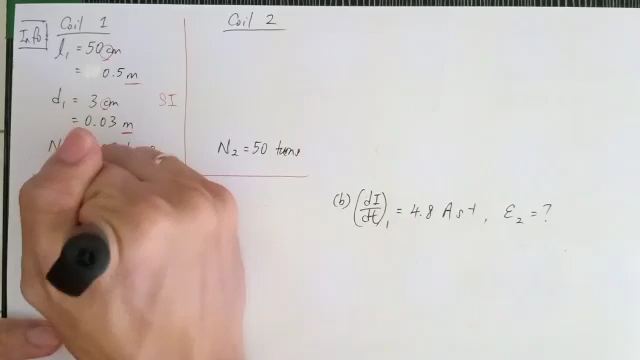 Info
Coil 1
l₁ = 50 cm
= 0.5 m
d₁ = 3 cm
SI
= 0.03 m
N
Coil 2
N₂ = 50 turns
(b) (dI/dt)₁ = 4.8 A s⁻¹, ε₂ = ?